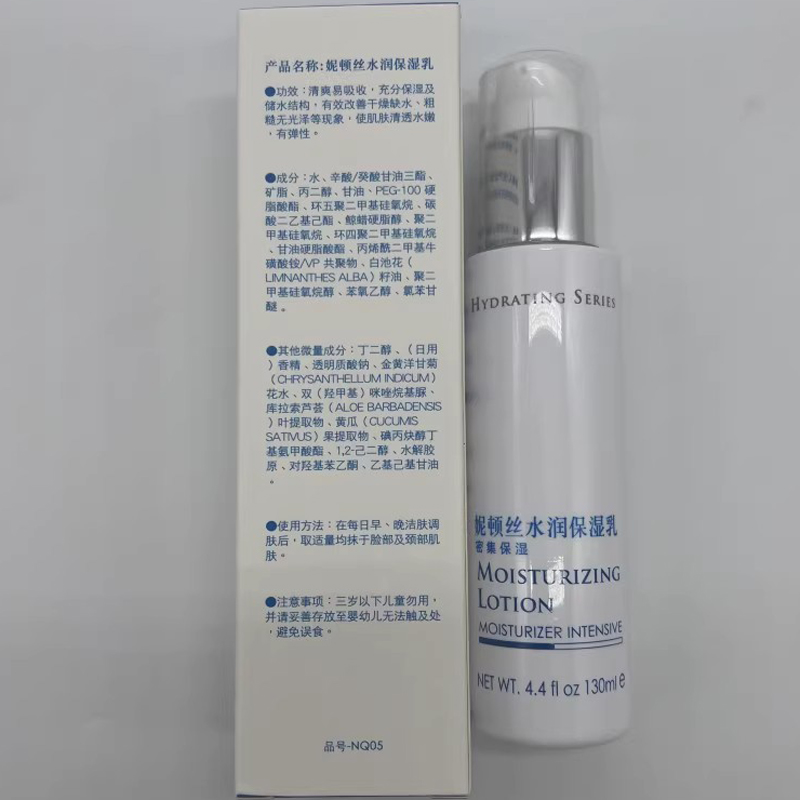 产品名称:妮顿丝水润保湿乳
●功效：清爽易吸收，充分保湿及
储水结构，有效改善干燥缺水、粗
糙无光泽等现象，使肌肤清透水嫩
，有弹性。
●成分：水、辛酸/癸酸甘油三酯、
矿脂、丙二醇、甘油、PEG-100 硬
脂酸酯、环五聚二甲基硅氧烷、碳
酸二乙基己酯、鲸蜡硬脂醇、聚二
甲基硅氧烷、环四聚二甲基硅氧烷
、甘油硬脂酸酯、丙烯酰二甲基牛
磺酸铵/VP 共聚物、白池花（
LIMNANTHES ALBA）籽油、聚二
甲基硅氧烷醇、苯氧乙醇、氯苯甘
醚。
●其他微量成分：丁二醇、（日用
）香精、透明质酸钠、金黄洋甘菊
（CHRYSANTHELLUM INDICUM）
花水、双（羟甲基）咪唑烷基脲、
库拉索芦荟（ALOE BARBADENSIS
）叶提取物、黄瓜（CUCUMIS
SATIVUS）果提取物、碘丙炔醇丁
基氨甲酸酯、1,2-己二醇、水解胶
原、对羟基苯乙酮、乙基己基甘油
。
●使用方法：在每日早、晚洁肤调
肤后，取适量均抹于脸部及颈部肌
肤。
●注意事项：三岁以下儿童勿用，
并请妥善存放至婴幼儿无法触及处
，避免误食。
品号-NQ05
HYDRATING SERIES
妮顿丝水润保湿乳
密集保湿
MOISTURIZING
LOTION
MOISTURIZER INTENSIVE
NET WT. 4.4 fl oz 130ml e